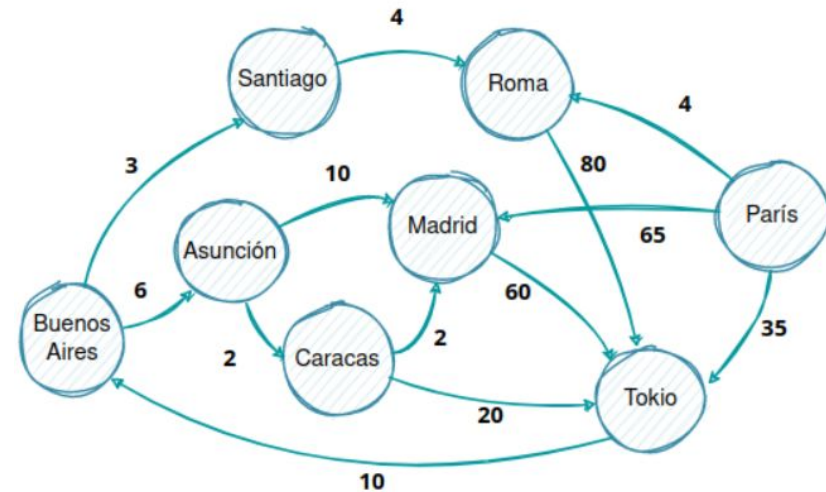 4
Santiago
Roma
4
3
80
10
Madrid
París
Asunción
65
6
60
Buenos
Aires
35
2
Caracas
2
Tokio
20
10